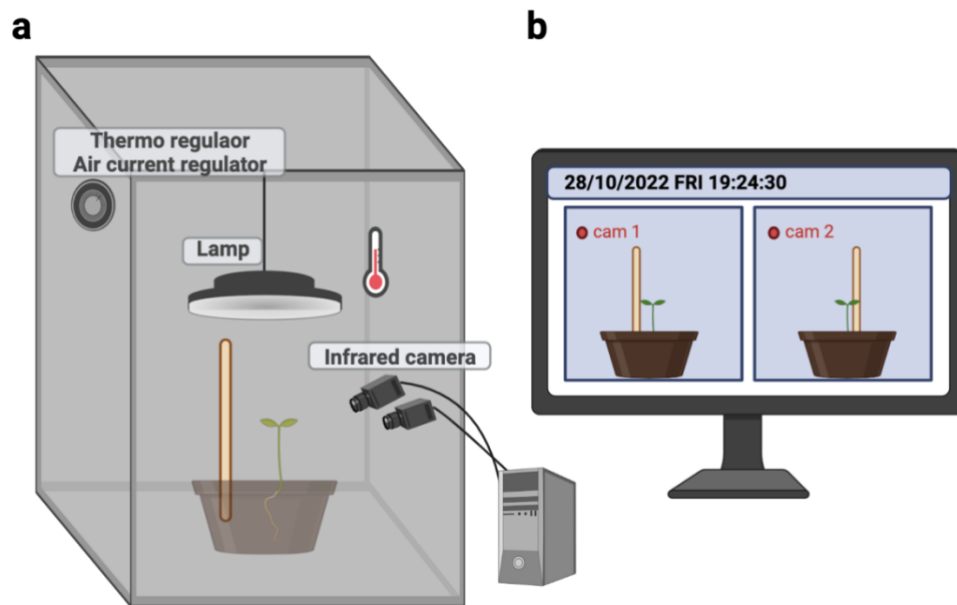 a
Thermo regulaor
Air current regulator
Lamp
Infrared camera
b
28/10/2022 FRI 19:24:30
cam 1
cam 2